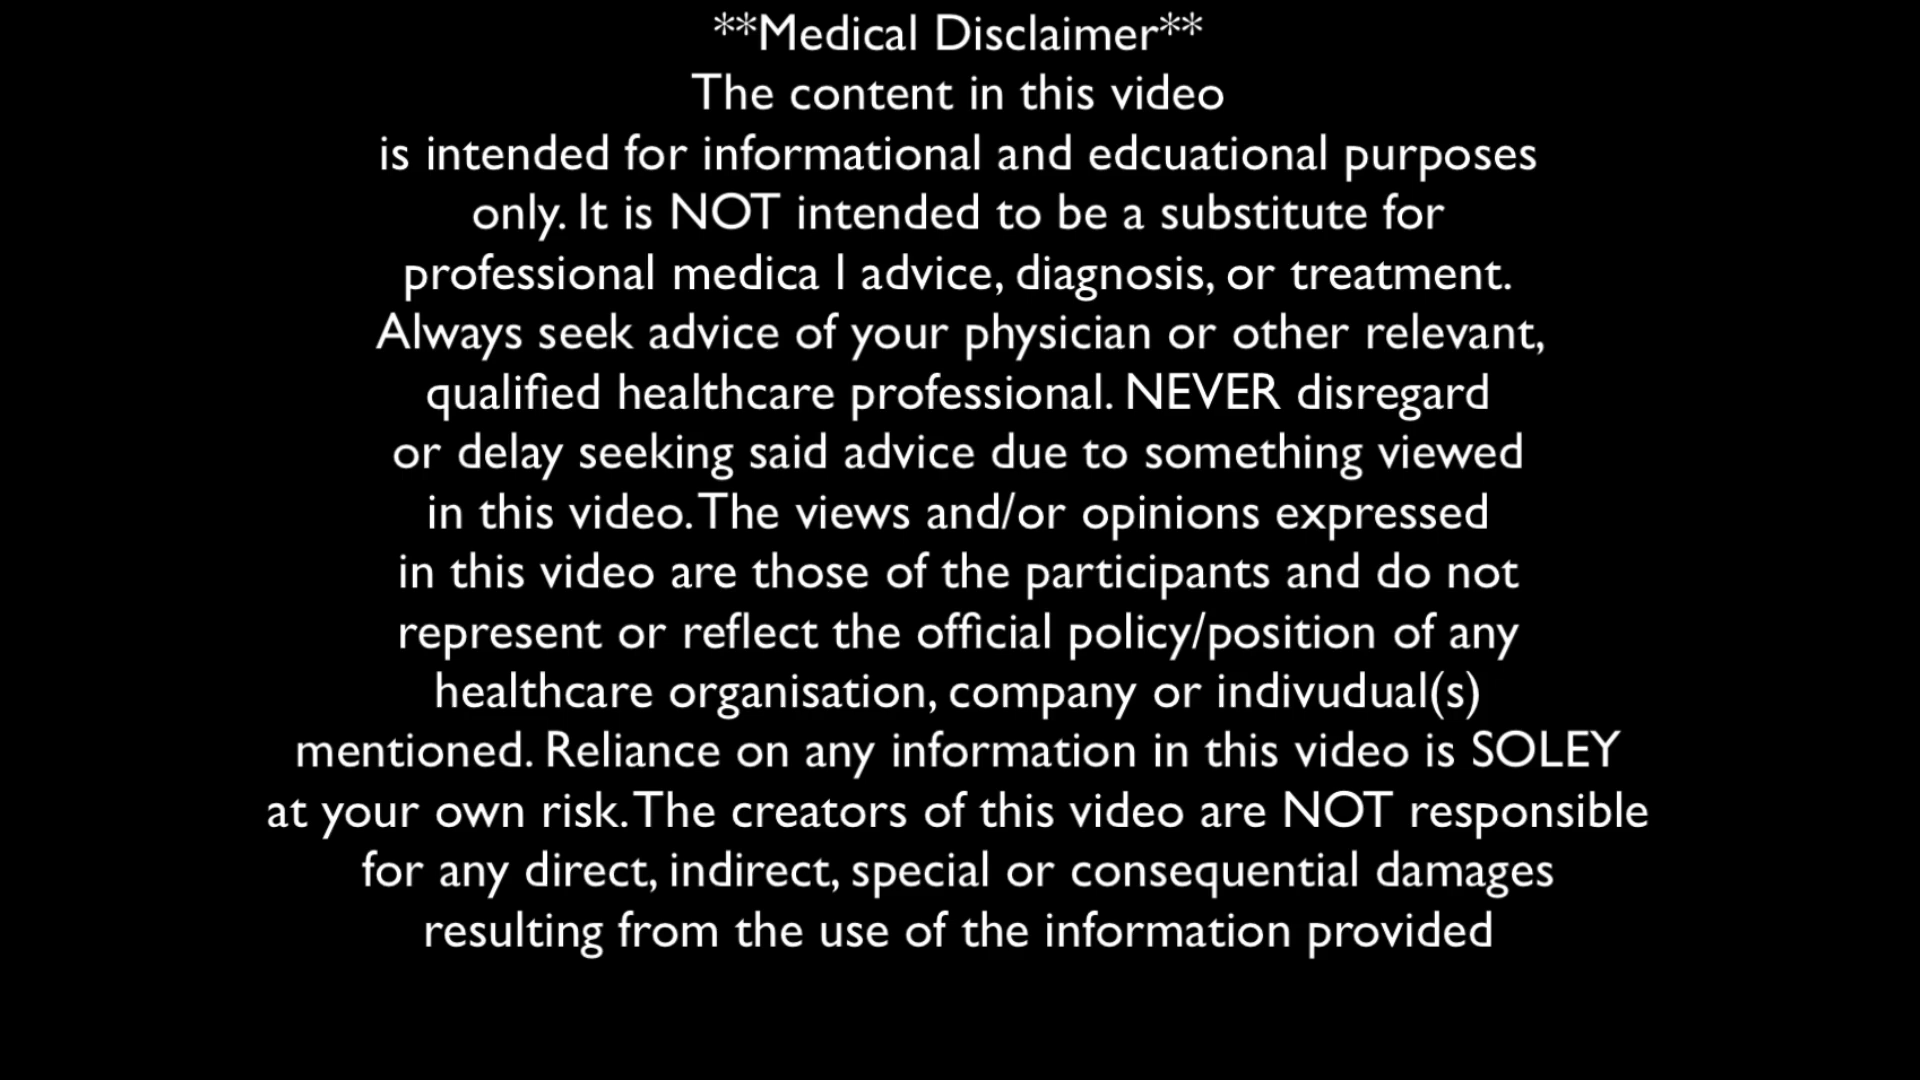 **Medical Disclaimer**
The content in this video
is intended for informational and edcuational purposes
only. It is NOT intended to be a substitute for
professional medica l advice, diagnosis, or treatment.
Always seek advice of your physician or other relevant,
qualified healthcare professional. NEVER disregard
or delay seeking said advice due to something viewed
in this video. The views and/or opinions expressed
in this video are those of the participants and do not
represent or reflect the official policy/position of any
healthcare organisation, company or indivudual(s)
mentioned. Reliance on any information in this video is SOLEY
at your own risk. The creators of this video are NOT responsible
for any direct, indirect, special or consequential damages
resulting from the use of the information provided